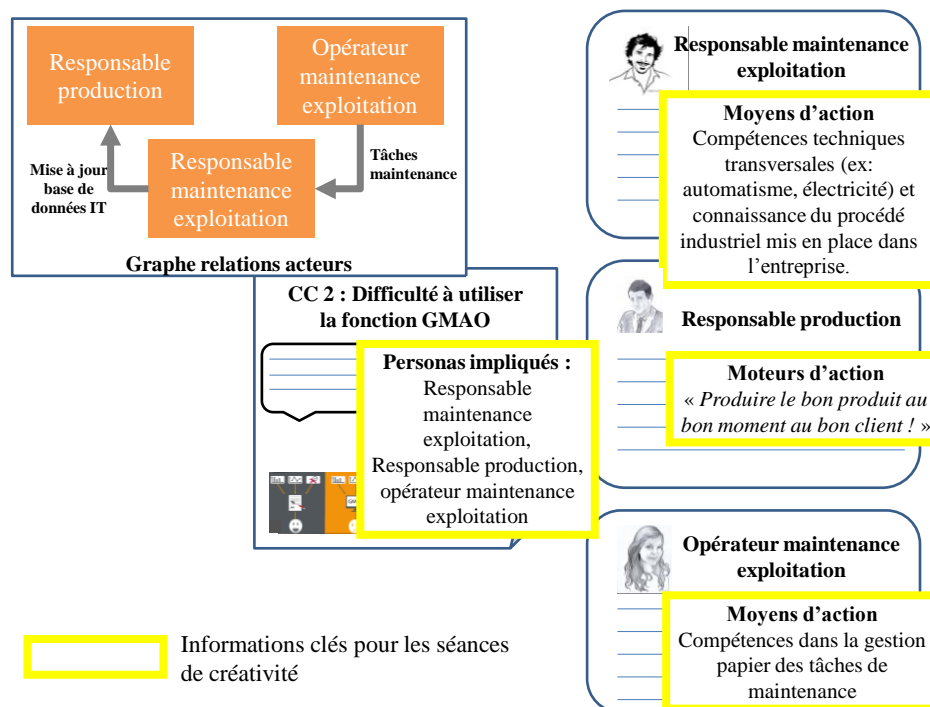 Responsable
production
Opérateur
maintenance
exploitation
Mise à jour
base de
données IT
Responsable
maintenance
exploitation
Tâches
maintenance
Graphe relations acteurs
CC 2 : Difficulté à utiliser
la fonction GMAO
Personas impliqués :
Responsable
maintenance
exploitation,
Responsable production,
opérateur maintenance
exploitation
Responsable maintenance
exploitation
Moyens d’action
Compétences techniques
transversales (ex:
automatisme, électricité) et
connaissance du procédé
industriel mis en place dans
l’entreprise.
Responsable production
Moteurs d’action
« Produire le bon produit au
bon moment au bon client ! »
Opérateur maintenance
exploitation
Moyens d’action
Compétences dans la gestion
papier des tâches de
maintenance
Informations clés pour les séances
de créativité